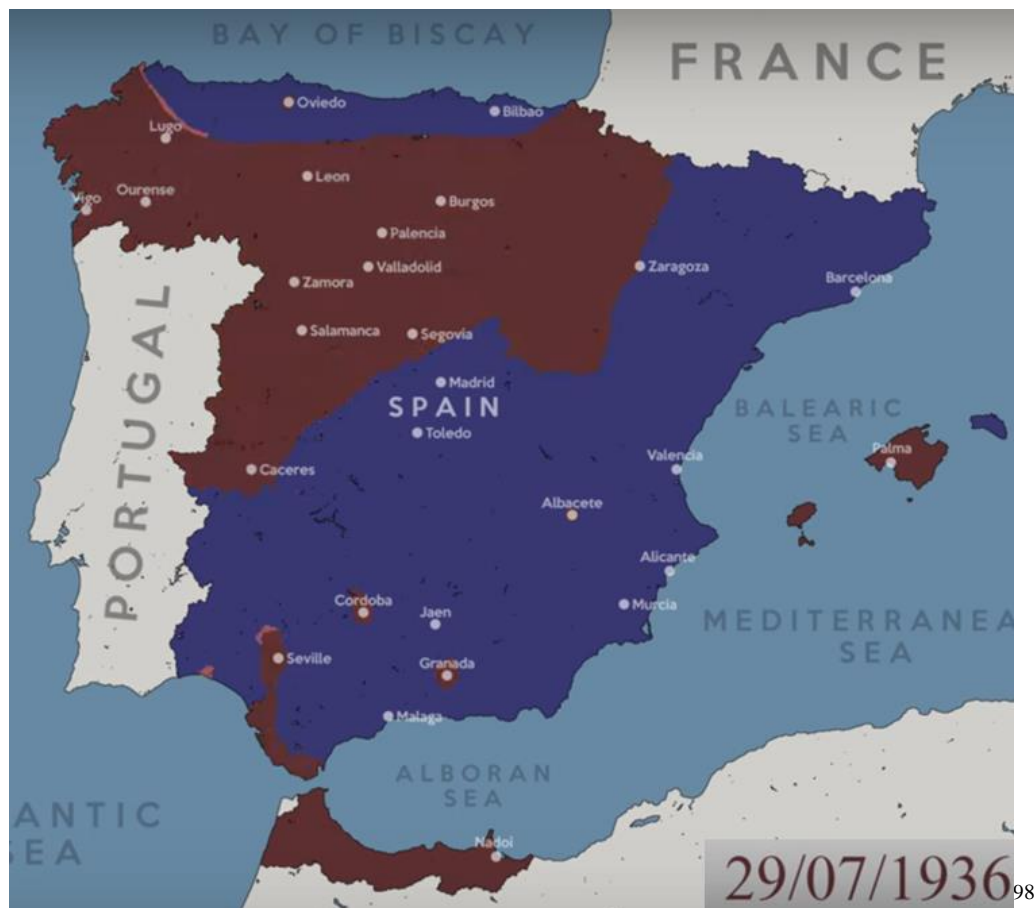 BAY OF BISCAY
FRANCE
Oviedo
Bilbao
Lugo
Leon
Ourense
Vigo
Burgos
Palencia
Valladolid
Zaragoza
Zamora
Barcelona
Salamanca
Segovia
PORTUGAL
Madrid
SPAIN
Toledo
BALEARIC
SEA
Caceres
Valencia
Palma
Albacete
Alicante
Cordoba
Jaen
Murcia
MEDITERRANEA
SEA
Seville
Granada
Malaga
ALBORAN
SEA
ANTIC
SEA
Nadoi
29/07/1936
98